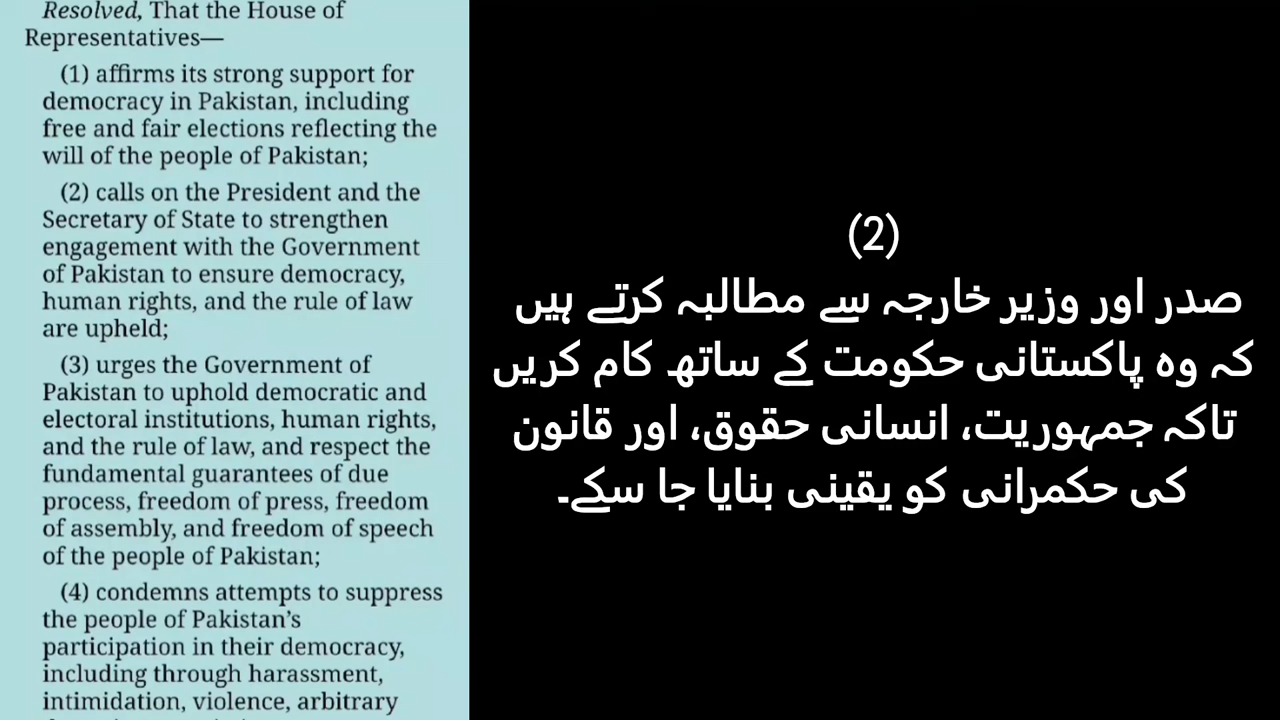 Resolved, That the House of
Representatives—
(1) affirms its strong support for
democracy in Pakistan, including
free and fair elections reflecting the
will of the people of Pakistan;
(2) calls on the President and the
Secretary of State to strengthen
engagement with the Government
of Pakistan to ensure democracy,
human rights, and the rule of law
are upheld;
(3) urges the Government of
Pakistan to uphold democratic and
electoral institutions, human rights,
and the rule of law, and respect the
fundamental guarantees of due
process, freedom of press, freedom
of assembly, and freedom of speech
of the people of Pakistan;
(4) condemns attempts to suppress
the people of Pakistan’s
participation in their democracy,
including through harassment,
intimidation, violence, arbitrary
(2)
صدر اور وزیر خارجہ سے مطالبہ کرتے ہیں
کہ وہ پاکستانی حکومت کے ساتھ کام کریں
تاکہ جمہوریت، انسانی حقوق، اور قانون
کی حکمرانی کو یقینی بنایا جا سکے۔